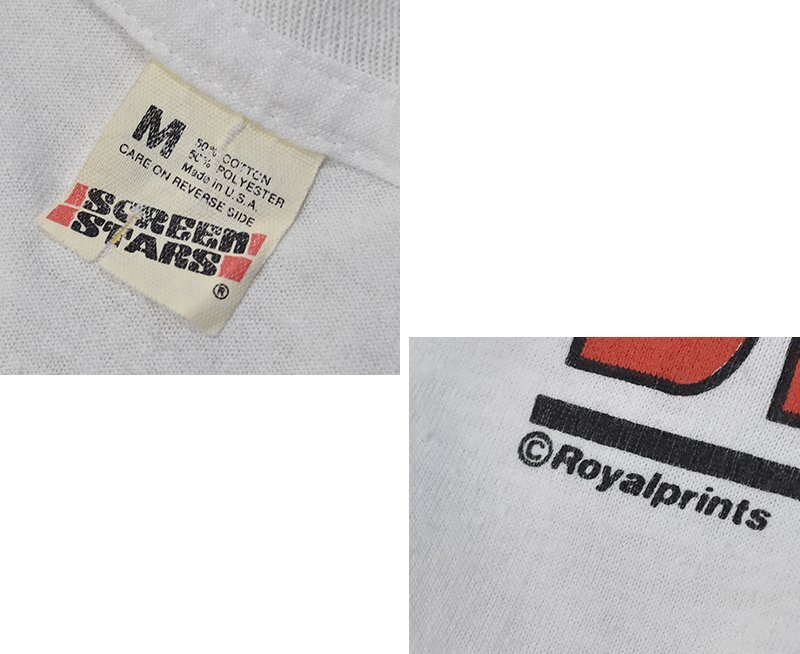 M
50% COTTON
50% POLYESTER
Made in U.S.A.
CARE ON REVERSE SIDE
SCREEN
STARS
®
©Royalprints